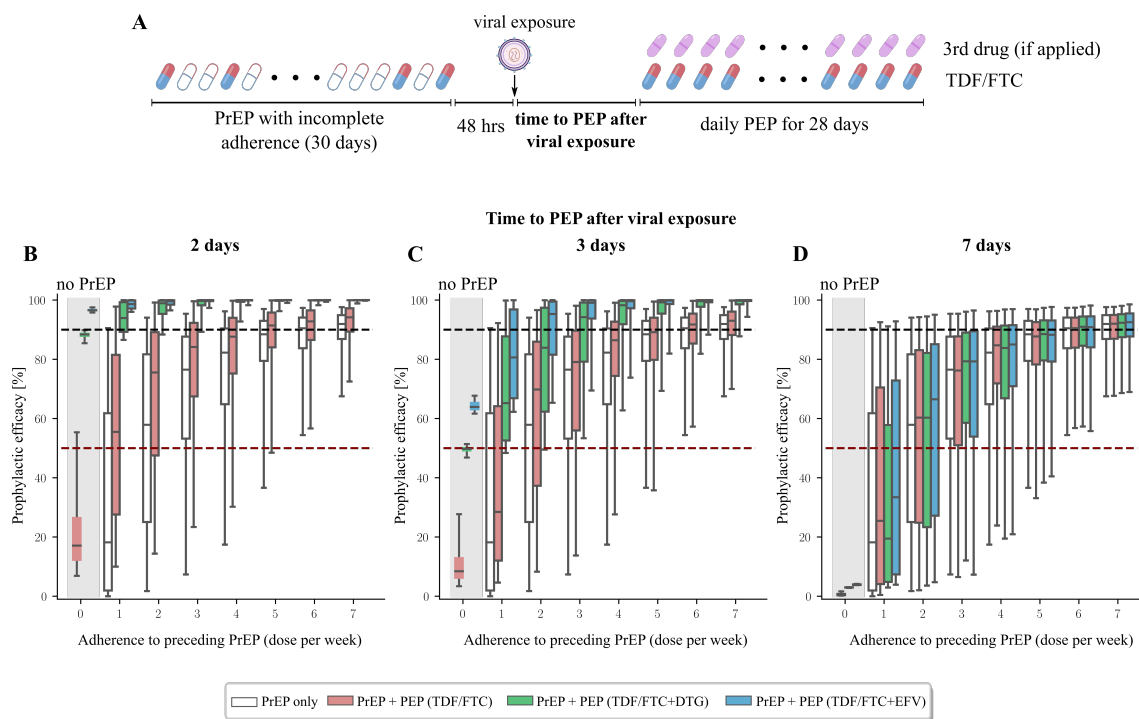 A
viral exposure
3rd drug (if applied)
TDF/FTC
PrEP with incomplete
adherence (30 days)
48 hrs
time to PEP after
viral exposure
daily PEP for 28 days
Time to PEP after viral exposure
B
2 days
C
3 days
D
7 days
no PrEP
no PrEP
no PrEP
Prophylactic efficacy [%]
100
80
60
40
20
0
0 1 2 3 4 5 6 7
Adherence to preceding PrEP (dose per week)
Prophylactic efficacy [%]
100
80
60
40
20
0
0 1 2 3 4 5 6 7
Adherence to preceding PrEP (dose per week)
Prophylactic efficacy [%]
100
80
60
40
20
0
0 1 2 3 4 5 6 7
Adherence to preceding PrEP (dose per week)
PrEP only PrEP + PEP (TDF/FTC) PrEP + PEP (TDF/FTC+DTG) PrEP + PEP (TDF/FTC+EFV)